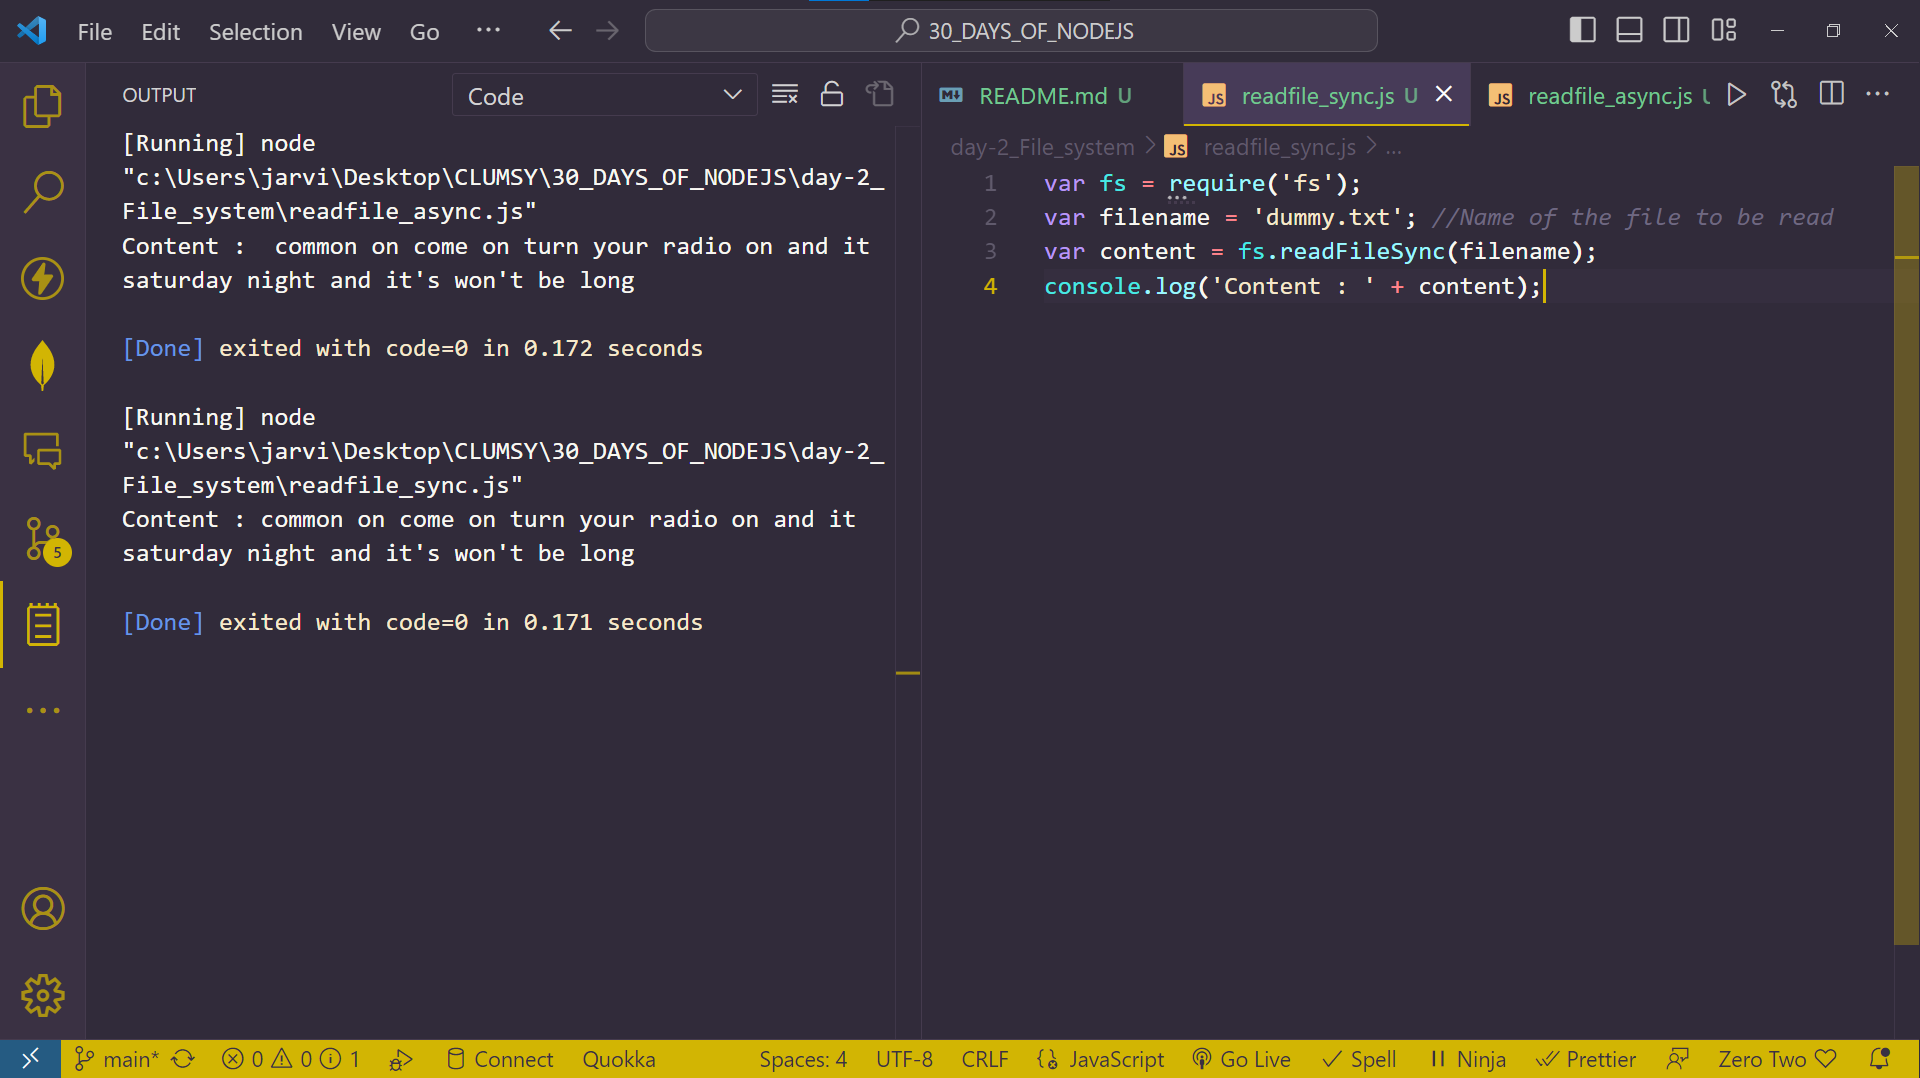 File Edit Selection View Go ··· 30_DAYS_OF_NODEJS
OUTPUT Code
[Running] node
"c:\Users\jarvi\Desktop\CLUMSY\30_DAYS_OF_NODEJS\day-2_
File_system\readfile_async.js"
Content :  common on come on turn your radio on and it
saturday night and it's won't be long
[Done] exited with code=0 in 0.172 seconds
[Running] node
"c:\Users\jarvi\Desktop\CLUMSY\30_DAYS_OF_NODEJS\day-2_
File_system\readfile_sync.js"
Content : common on come on turn your radio on and it
saturday night and it's won't be long
[Done] exited with code=0 in 0.171 seconds
5
README.md U JS readfile_sync.js U JS readfile_async.js U
day-2_File_system > JS readfile_sync.js > ...
1 var fs = require('fs');
2 var filename = 'dummy.txt'; //Name of the file to be read
3 var content = fs.readFileSync(filename);
4 console.log('Content : ' + content);
main* 0 0 1 Connect Quokka Spaces: 4 UTF-8 CRLF JavaScript Go Live Spell Ninja Prettier Zero Two